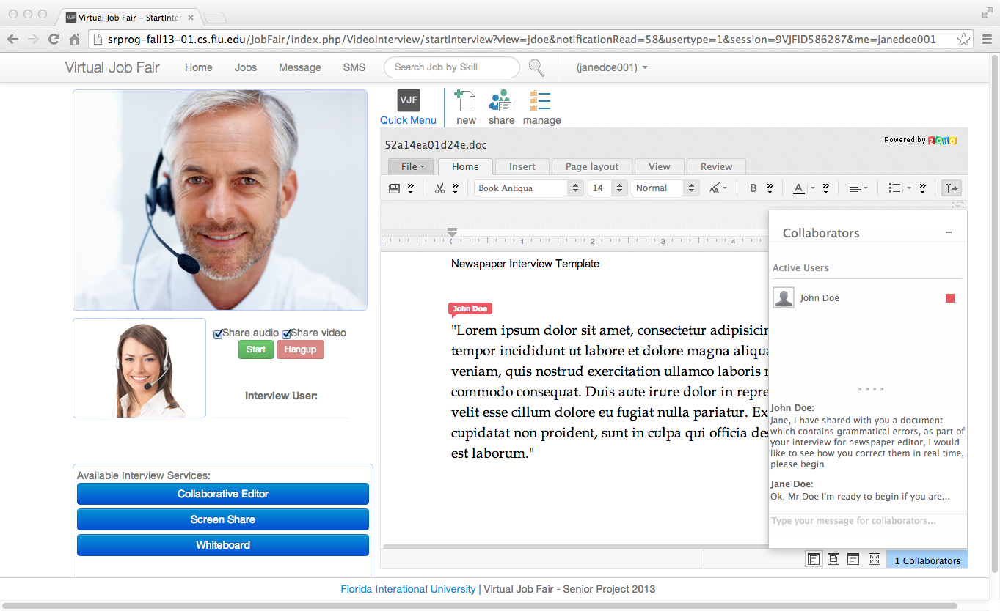 VJF Virtual Job Fair – StartInter
srprog-fall13-01.cs.fiu.edu/JobFair/index.php/VideoInterview/startInterview?view=jdoe&notificationRead=58&usertype=1&session=9VJFID586287&me=janedoe001
Virtual Job Fair Home Jobs Message SMS Search Job by Skill (janedoe001)
VJF
Quick Menu new share manage
52a14ea01d24e.doc Powered by ZOHO
File Home Insert Page layout View Review
Book Antiqua 14 Normal B A
0 1 2 3 4
Newspaper Interview Template
John Doe
"Lorem ipsum dolor sit amet, consectetur adipisicin
tempor incididunt ut labore et dolore magna aliqua
veniam, quis nostrud exercitation ullamco laboris n
commodo consequat. Duis aute irure dolor in repre
velit esse cillum dolore eu fugiat nulla pariatur. Ex
cupidatat non proident, sunt in culpa qui officia des
est laborum."
Collaborators
Active Users
John Doe
John Doe:
Jane, I have shared with you a document
which contains grammatical errors, as part of
your interview for newspaper editor, I would
like to see how you correct them in real time,
please begin
Jane Doe:
Ok, Mr Doe I'm ready to begin if you are...
Type your message for collaborators...
1 Collaborators
Share audio Share video
Start Hangup
Interview User:
Available Interview Services:
Collaborative Editor
Screen Share
Whiteboard
Florida Interational University | Virtual Job Fair - Senior Project 2013